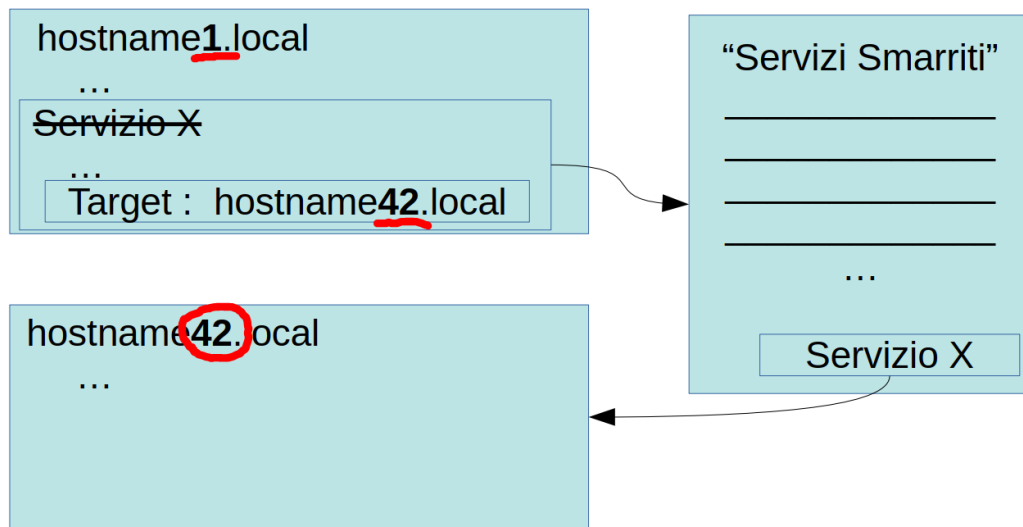 hostname1.local
...
Servizio X
...
Target : hostname42.local
“Servizi Smarriti”
...
Servizio X
hostname42.local
...